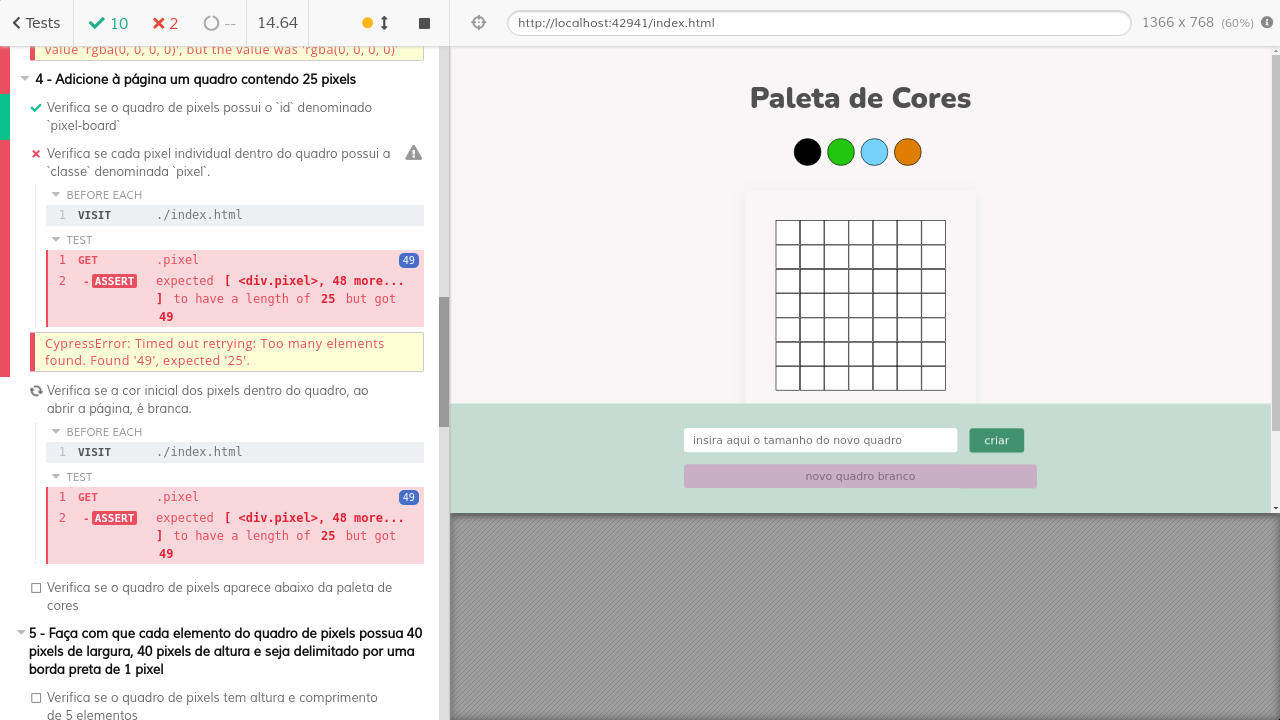 Tests
10
2
--
14.64
http://localhost:42941/index.html
1366 x 768 (60%)
value 'rgba(0, 0, 0, 0)', but the value was 'rgba(0, 0, 0, 0)'
4 - Adicione à página um quadro contendo 25 pixels
Verifica se o quadro de pixels possui o `id` denominado
`pixel-board`
Verifica se cada pixel individual dentro do quadro possui a
`classe` denominada `pixel`.
BEFORE EACH
1 VISIT ./index.html
TEST
1 GET .pixel 49
2 - ASSERT expected [ <div.pixel>, 48 more...
] to have a length of 25 but got
49
CypressError: Timed out retrying: Too many elements
found. Found '49', expected '25'.
Verifica se a cor inicial dos pixels dentro do quadro, ao
abrir a página, é branca.
BEFORE EACH
1 VISIT ./index.html
TEST
1 GET .pixel 49
2 - ASSERT expected [ <div.pixel>, 48 more...
] to have a length of 25 but got
49
Verifica se o quadro de pixels aparece abaixo da paleta de
cores
5 - Faça com que cada elemento do quadro de pixels possua 40
pixels de largura, 40 pixels de altura e seja delimitado por uma
borda preta de 1 pixel
Verifica se o quadro de pixels tem altura e comprimento
de 5 elementos
Paleta de Cores
insira aqui o tamanho do novo quadro
criar
novo quadro branco